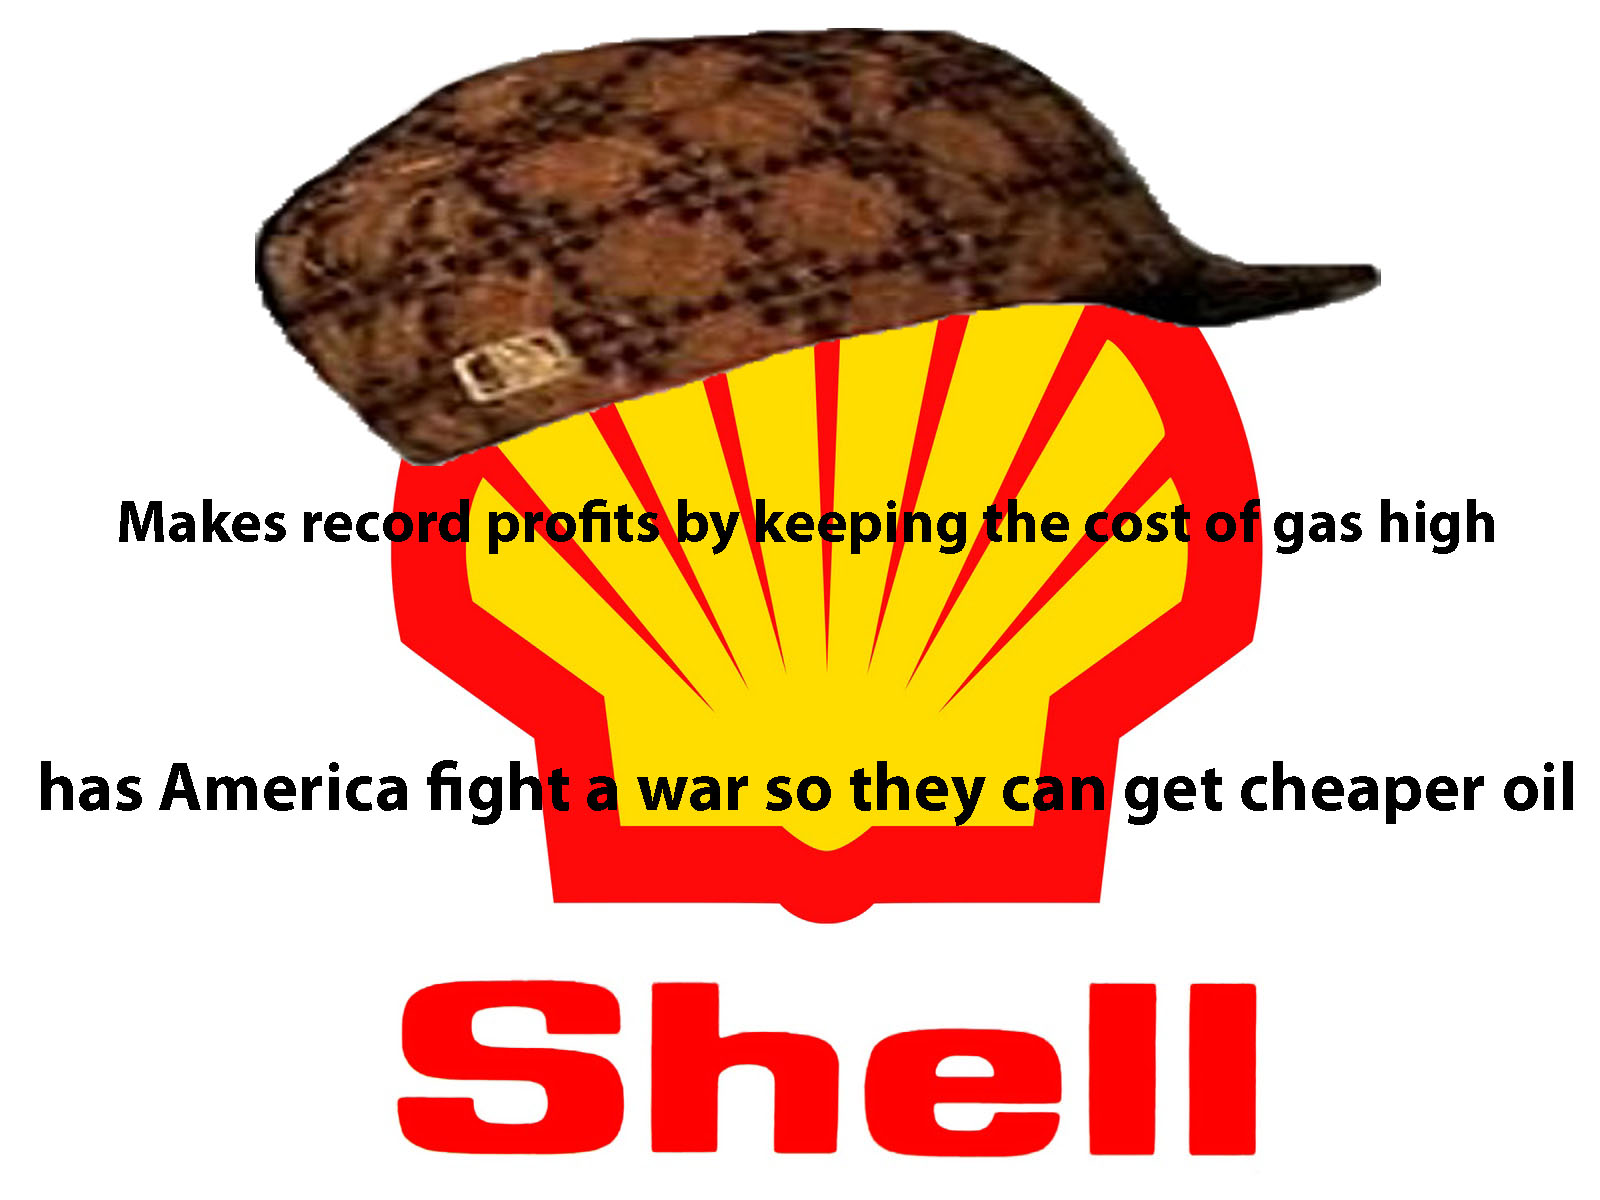 Makes record profits by keeping the cost of gas high
has America fight a war so they can get cheaper oil
Shell